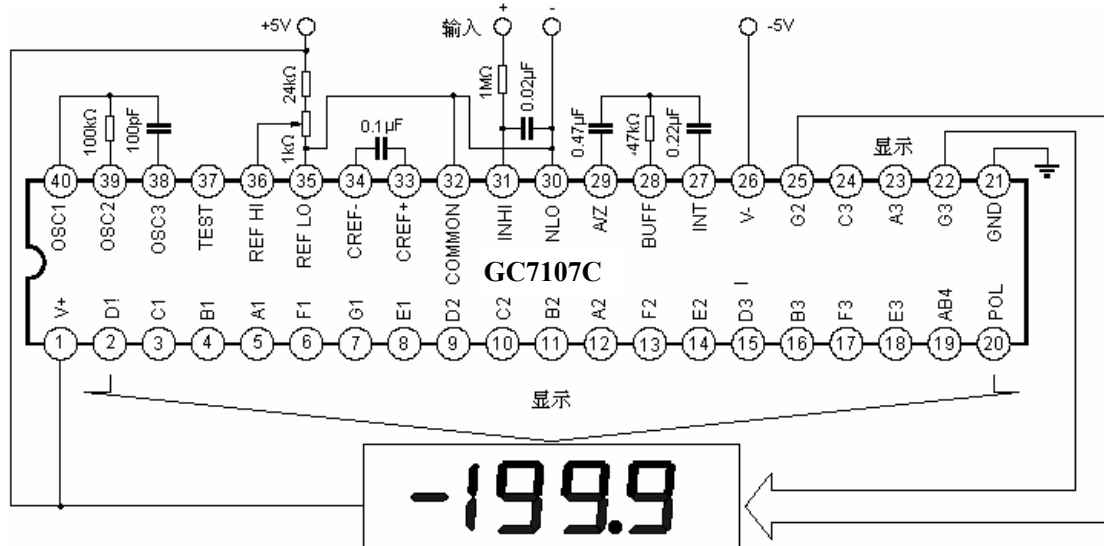 +5V 输入 + - -5V
24kΩ 1MΩ 0.02μF
100kΩ 100pF 1kΩ 0.1μF 0.47μF 47kΩ 0.22μF 显示
40 39 38 37 36 35 34 33 32 31 30 29 28 27 26 25 24 23 22 21
OSC1 OSC2 OSC3 TEST REF HI REF LO CREF- CREF+ COMMON INHI NLO A/Z BUFF INT V- G2 C3 A3 G3 GND
GC7107C
V+ D1 C1 B1 A1 F1 G1 E1 D2 C2 B2 A2 F2 E2 D3 B3 F3 E3 AB4 POL
1 2 3 4 5 6 7 8 9 10 11 12 13 14 15 16 17 18 19 20
显示
-199.9